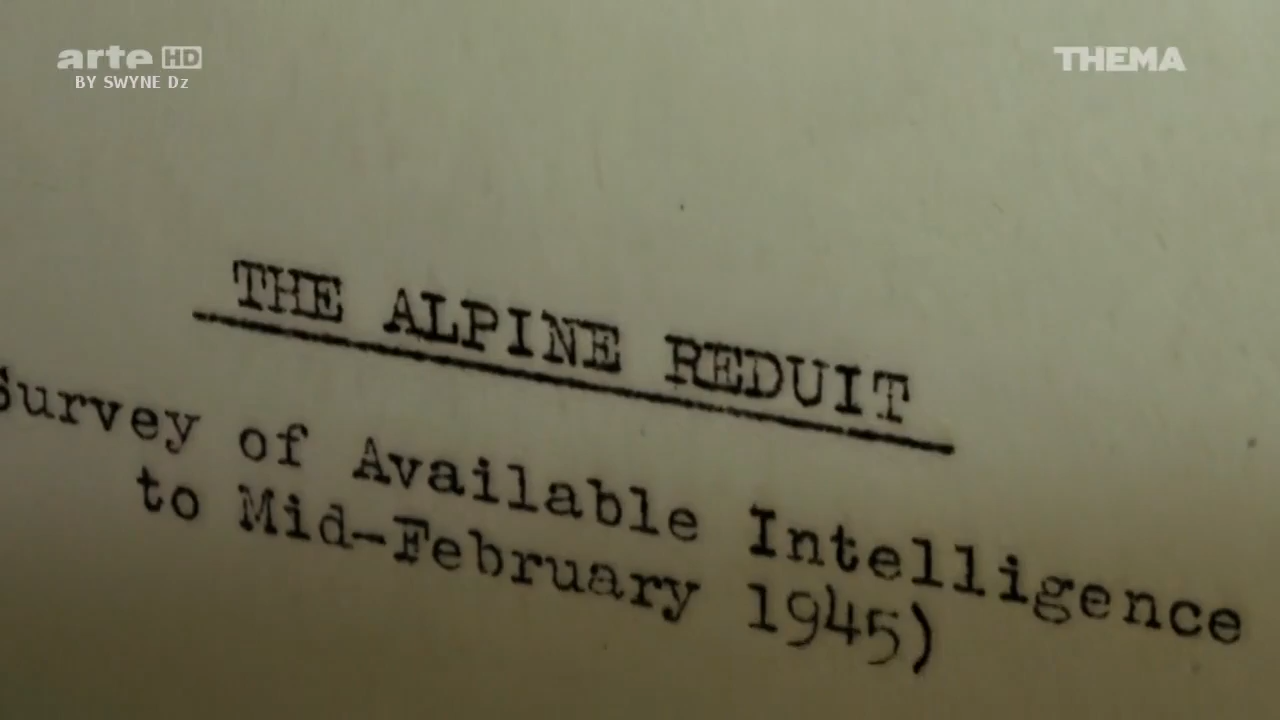 arte HD
BY SWYNE Dz
THEMA
THE ALPINE REDUIT
Survey of Available Intelligence
to Mid-February 1945)